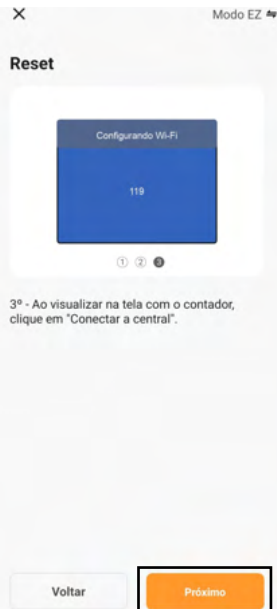 Modo EZ
Reset
Configurando Wi-Fi
119
① ② ③
3º - Ao visualizar na tela com o contador,
clique em "Conectar a central".
Voltar
Próximo